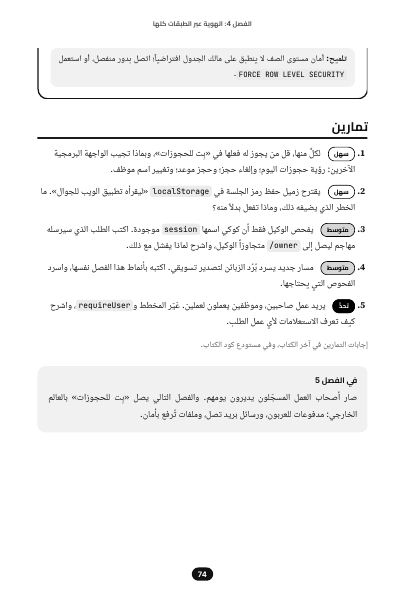 الفصل 4: الهوية عبر الطبقات كلها
تلميح: أمان مستوى الصف لا ينطبق على مالك الجدول افتراضياً؛ اتصل بدور منفصل، أو استعمل
FORCE ROW LEVEL SECURITY.
تمارين
1. سهل لكلٍّ منها، قل من يجوز له فعلها في «بِت للحجوزات»، وبماذا تجيب الواجهة البرمجية
الآخرين: رؤية حجوزات اليوم؛ وإلغاء حجز؛ وحجز موعد؛ وتغيير اسم موظف.
2. سهل يقترح زميل حفظ رمز الجلسة في localStorage «ليقرأه تطبيق الويب للجوال». ما
الخطر الذي يضيفه ذلك، وماذا تفعل بدلاً منه؟
3. متوسط يفحص الوكيل فقط أن كوكي اسمها session موجودة. اكتب الطلب الذي سيرسله
مهاجم ليصل إلى /owner متجاوزاً الوكيل، واشرح لماذا يفشل مع ذلك.
4. متوسط مسار جديد يسرد بُرُد الزبائن لتصدير تسويقي. اكتبه بأنماط هذا الفصل نفسها، واسرد
الفحوص التي يحتاجها.
5. تحدٍّ يريد عمل صاحبين، وموظفين يعملون لعملين. غيّر المخطط و requireUser، واشرح
كيف تعرف الاستعلامات لأي عمل الطلب.
إجابات التمارين في آخر الكتاب، وفي مستودع كود الكتاب.
في الفصل 5
صار أصحاب العمل المسجّلون يديرون يومهم. والفصل التالي يصل «بِت للحجوزات» بالعالم
الخارجي: مدفوعات للعربون، ورسائل بريد تصل، وملفات تُرفع بأمان.
74